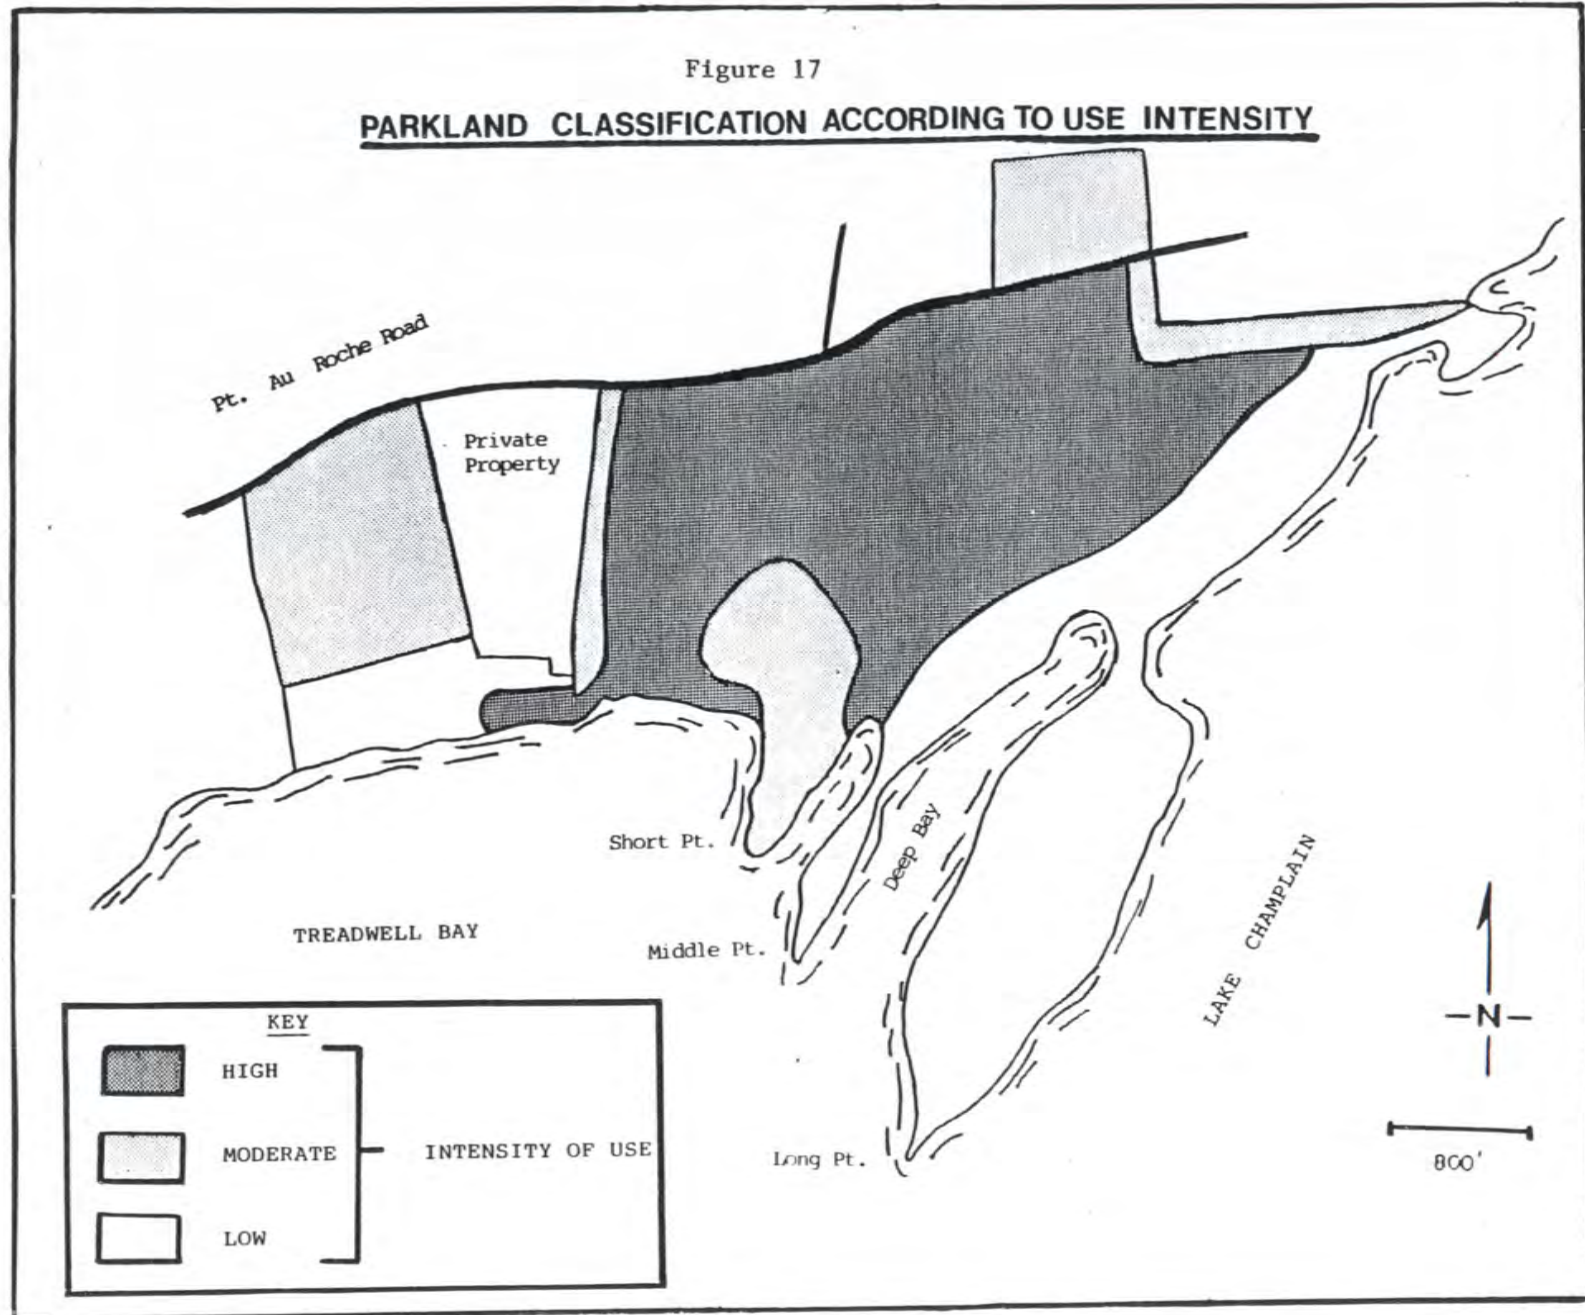 Figure 17
PARKLAND CLASSIFICATION ACCORDING TO USE INTENSITY
Pt. Au Roche Road
Private
Property
Short Pt.
Deep Bay
TREADWELL BAY
Middle Pt.
LAKE CHAMPLAIN
Long Pt.
-N-
800'
KEY
HIGH
MODERATE
INTENSITY OF USE
LOW